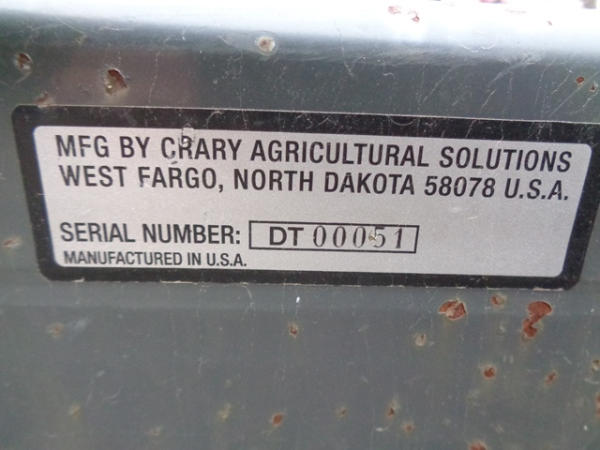 MFG BY CRARY AGRICULTURAL SOLUTIONS
WEST FARGO, NORTH DAKOTA 58078 U.S.A.
SERIAL NUMBER: DT 00051
MANUFACTURED IN U.S.A.